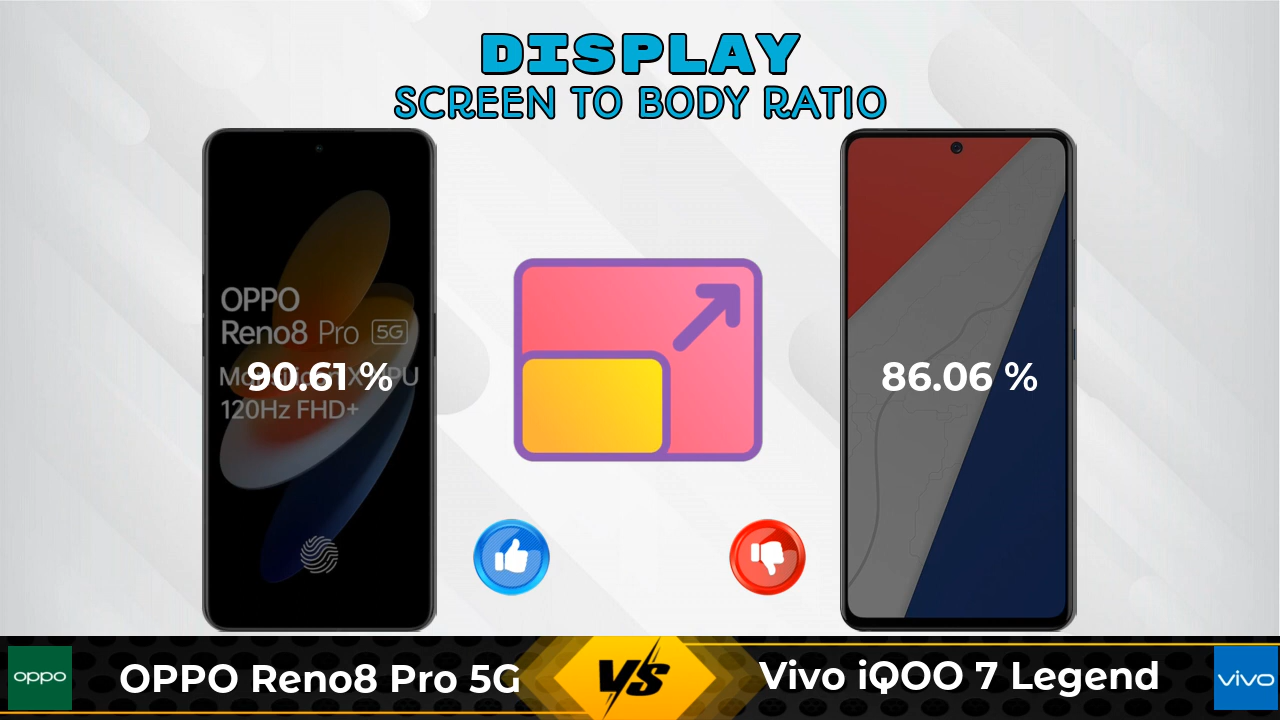 DISPLAY
SCREEN TO BODY RATIO
OPPO
Reno8 Pro 5G
90.61 %
120Hz FHD+
86.06 %
oppo
OPPO Reno8 Pro 5G
VS
Vivo iQOO 7 Legend
vivo